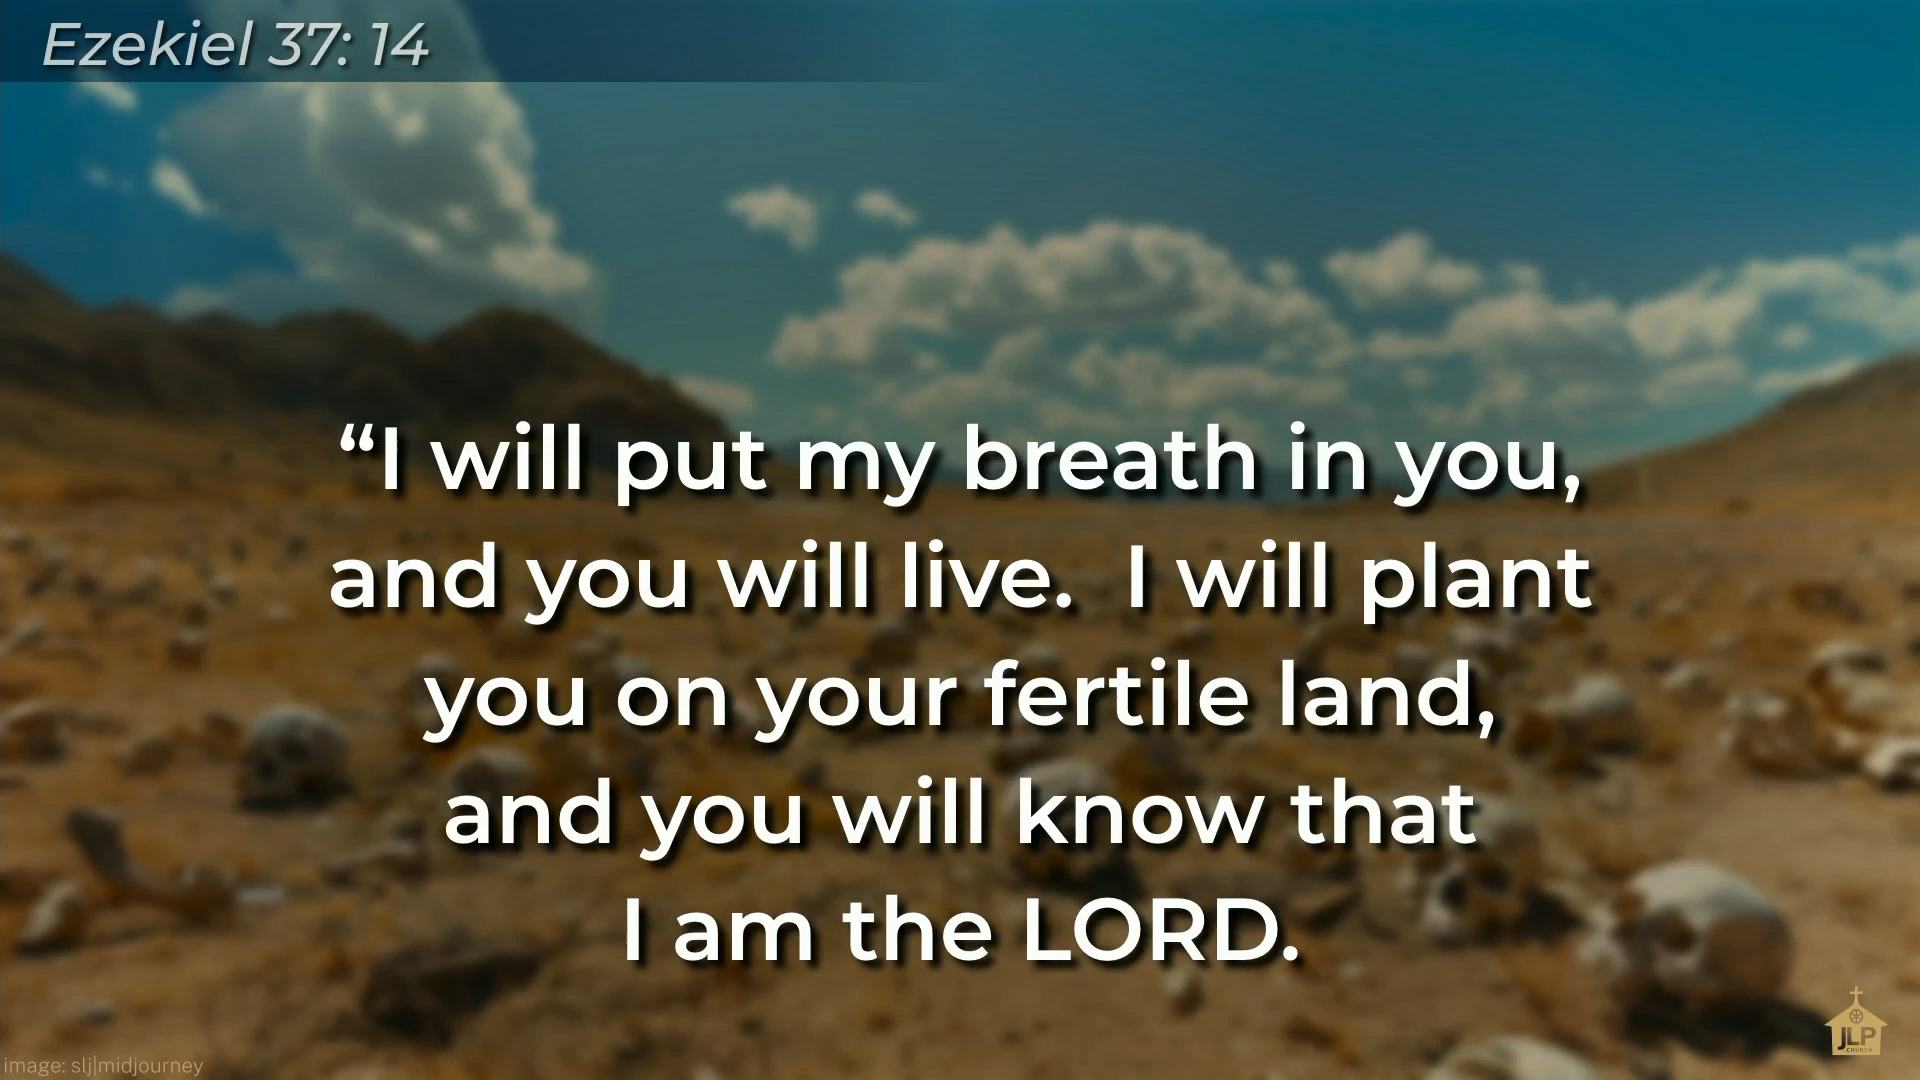 Ezekiel 37: 14
“I will put my breath in you,
and you will live.  I will plant
you on your fertile land,
and you will know that
I am the LORD.
JLP
.CHURCH
image: slj|midjourney